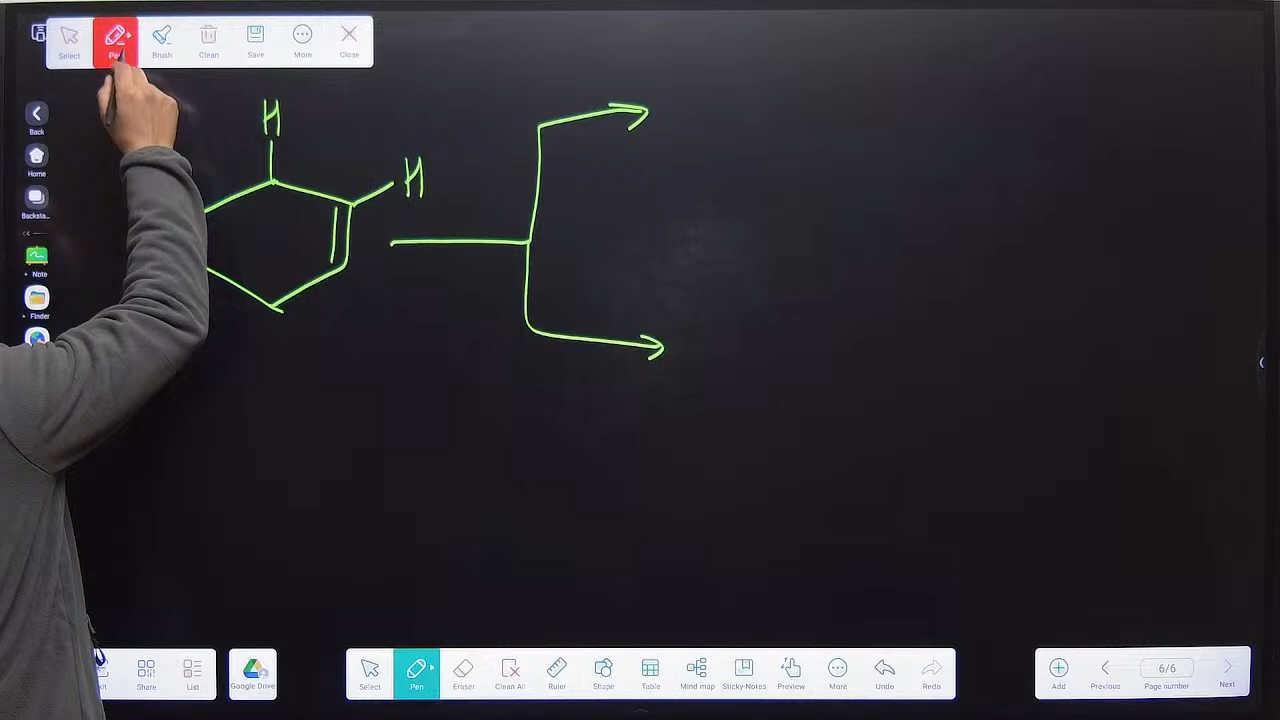 Select Pen Brush Clean Save More Close
H
H
Back
Home
Backsta...
Note
Finder
Share List Google Drive Select Pen Eraser Clean All Ruler Shape Table Mind map Sticky-Notes Preview More Undo Redo Add Previous 6/6 Page number Next